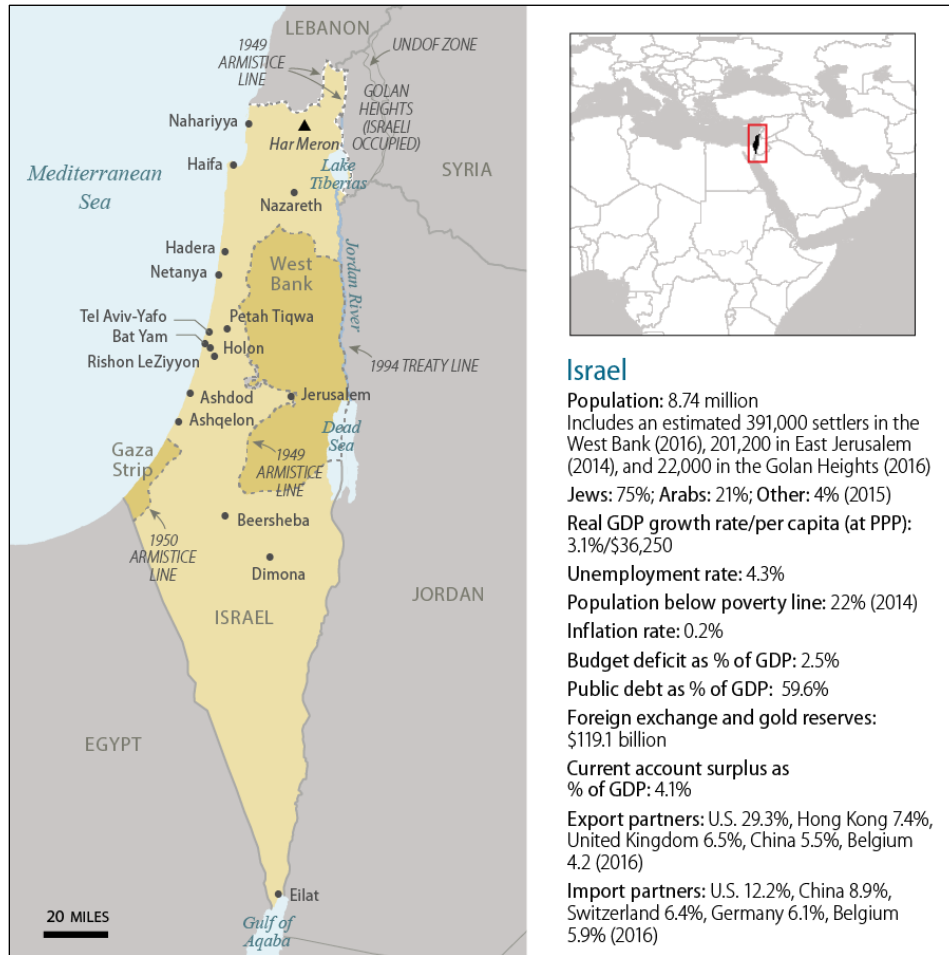 LEBANON
1949
ARMISTICE
LINE
UNDOF ZONE
GOLAN
HEIGHTS
(ISRAELI
OCCUPIED)
Nahariyya
Har Meron
Haifa
Lake
Tiberias
SYRIA
Mediterranean
Sea
Nazareth
Hadera
West
Bank
Jordan River
Netanya
Tel Aviv-Yafo
Petah Tiqwa
Bat Yam
Holon
Rishon LeZiyyon
1994 TREATY LINE
Ashdod
Jerusalem
Ashqelon
Dead
Sea
Gaza
Strip
1949
ARMISTICE
LINE
Beersheba
1950
ARMISTICE
LINE
Dimona
JORDAN
ISRAEL
EGYPT
Eilat
20 MILES
Gulf of
Aqaba
Israel
Population: 8.74 million
Includes an estimated 391,000 settlers in the
West Bank (2016), 201,200 in East Jerusalem
(2014), and 22,000 in the Golan Heights (2016)
Jews: 75%; Arabs: 21%; Other: 4% (2015)
Real GDP growth rate/per capita (at PPP):
3.1%/$36,250
Unemployment rate: 4.3%
Population below poverty line: 22% (2014)
Inflation rate: 0.2%
Budget deficit as % of GDP: 2.5%
Public debt as % of GDP: 59.6%
Foreign exchange and gold reserves:
$119.1 billion
Current account surplus as
% of GDP: 4.1%
Export partners: U.S. 29.3%, Hong Kong 7.4%,
United Kingdom 6.5%, China 5.5%, Belgium
4.2 (2016)
Import partners: U.S. 12.2%, China 8.9%,
Switzerland 6.4%, Germany 6.1%, Belgium
5.9% (2016)